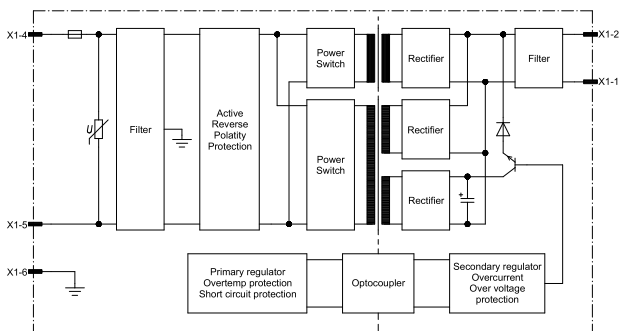 X1-4
X1-2
Power
Switch
Rectifier
Filter
X1-1
U
Filter
Active
Reverse
Polatity
Protection
Rectifier
Power
Switch
Rectifier
+
X1-5
X1-6
Primary regulator
Overtemp protection
Short circuit protection
Optocoupler
Secondary regulator
Overcurrent
Over voltage
protection